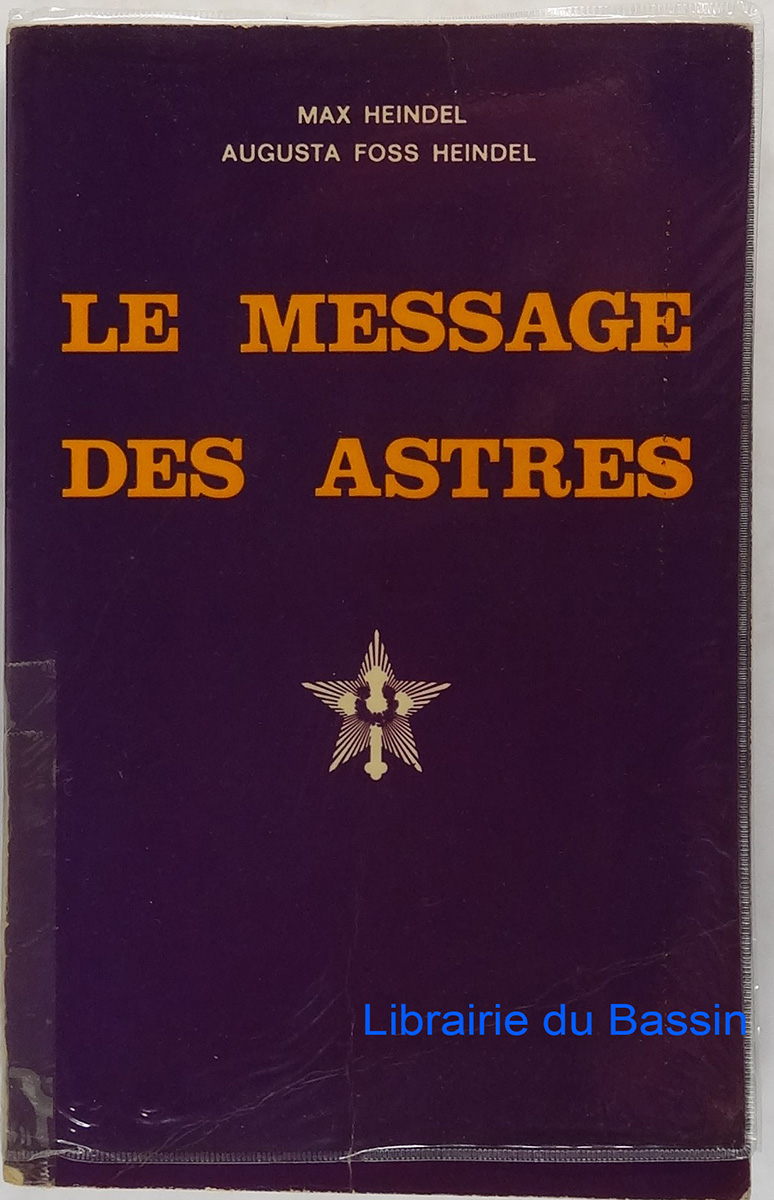 MAX HEINDEL
AUGUSTA FOSS HEINDEL
LE MESSAGE
DES ASTRES
Librairie du Bassin